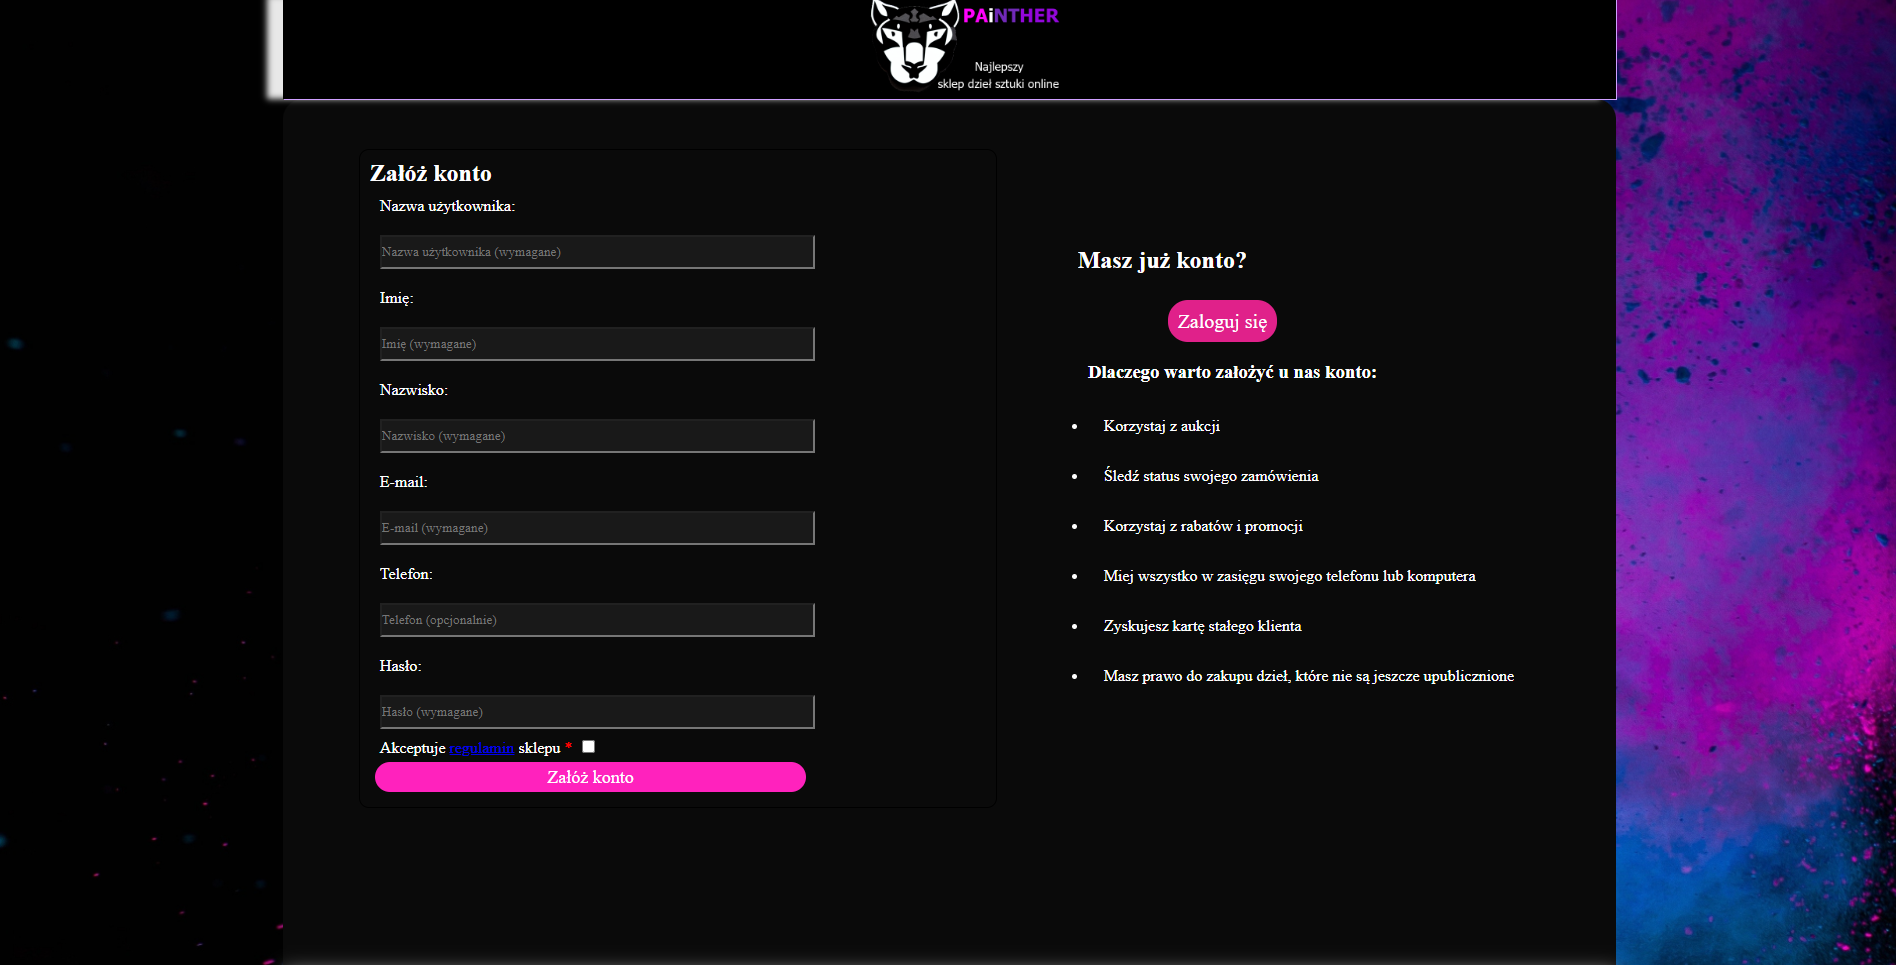 PAiNTHER
Najlepszy
sklep dzieł sztuki online
Załóż konto
Nazwa użytkownika:
Nazwa użytkownika (wymagane)
Imię:
Imię (wymagane)
Nazwisko:
Nazwisko (wymagane)
E-mail:
E-mail (wymagane)
Telefon:
Telefon (opcjonalnie)
Hasło:
Hasło (wymagane)
Akceptuje regulamin sklepu *
Załóż konto
Masz już konto?
Zaloguj się
Dlaczego warto założyć u nas konto:
Korzystaj z aukcji
Śledź status swojego zamówienia
Korzystaj z rabatów i promocji
Miej wszystko w zasięgu swojego telefonu lub komputera
Zyskujesz kartę stałego klienta
Masz prawo do zakupu dzieł, które nie są jeszcze upublicznione